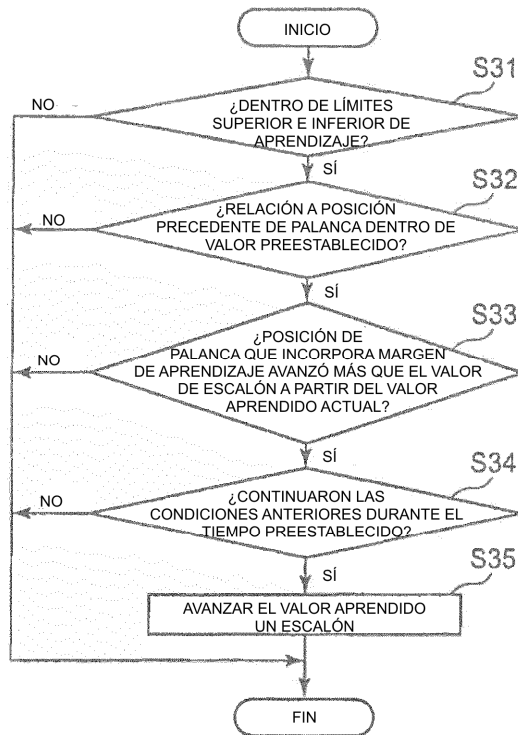 INICIO
S31
NO
¿DENTRO DE LÍMITES
SUPERIOR E INFERIOR DE
APRENDIZAJE?
SÍ
S32
NO
¿RELACIÓN A POSICIÓN
PRECEDENTE DE PALANCA DENTRO DE
VALOR PREESTABLECIDO?
SÍ
S33
NO
¿POSICIÓN DE
PALANCA QUE INCORPORA MARGEN
DE APRENDIZAJE AVANZÓ MÁS QUE EL VALOR
DE ESCALÓN A PARTIR DEL VALOR
APRENDIDO ACTUAL?
SÍ
S34
NO
¿CONTINUARON LAS
CONDICIONES ANTERIORES DURANTE EL
TIEMPO PREESTABLECIDO?
SÍ
S35
AVANZAR EL VALOR APRENDIDO
UN ESCALÓN
FIN